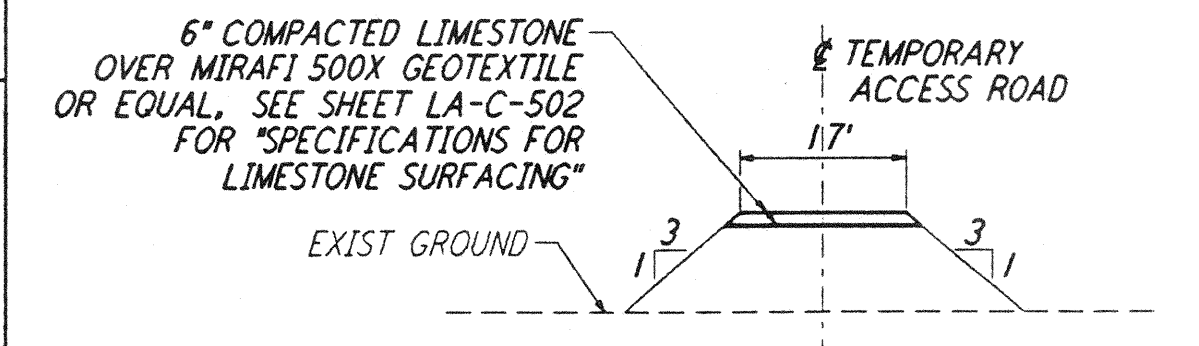 6" COMPACTED LIMESTONE
OVER MIRAFI 500X GEOTEXTILE
OR EQUAL, SEE SHEET LA-C-502
FOR "SPECIFICATIONS FOR
LIMESTONE SURFACING"
℄ TEMPORARY
ACCESS ROAD
17'
EXIST GROUND
3
1
3
1